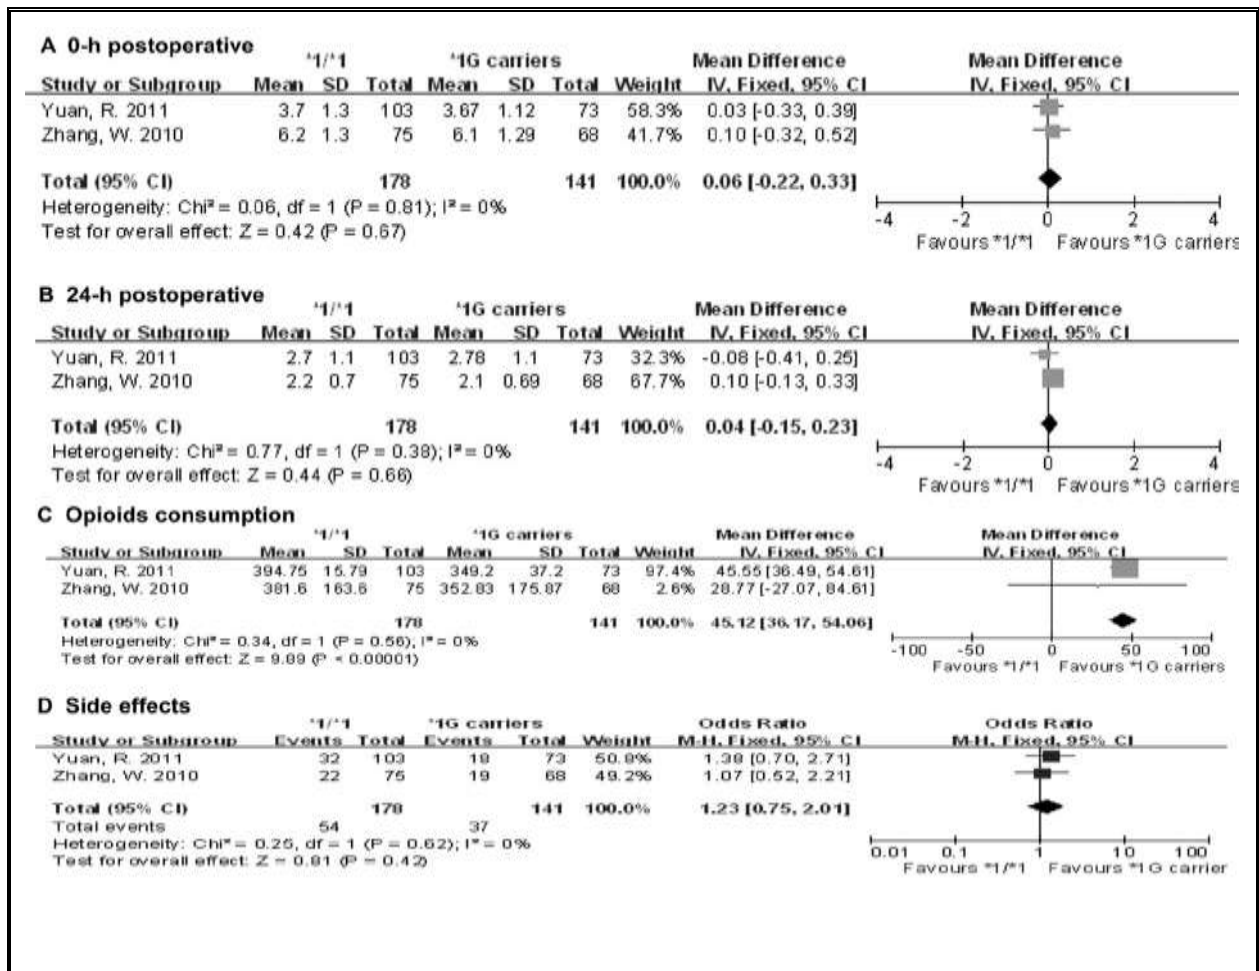 A 0-h postoperative
*1/*1 *1G carriers Mean Difference Mean Difference
Study or Subgroup Mean SD Total Mean SD Total Weight IV, Fixed, 95% CI IV, Fixed, 95% CI
Yuan, R. 2011 3.7 1.3 103 3.67 1.12 73 58.3% 0.03 [-0.33, 0.39]
Zhang, W. 2010 6.2 1.3 75 6.1 1.29 68 41.7% 0.10 [-0.32, 0.52]
Total (95% CI) 178 141 100.0% 0.06 [-0.22, 0.33]
Heterogeneity: Chi² = 0.06, df = 1 (P = 0.81); I² = 0%
Test for overall effect: Z = 0.42 (P = 0.67)
-4 -2 0 2 4
Favours *1/*1 Favours *1G carriers
B 24-h postoperative
*1/*1 *1G carriers Mean Difference Mean Difference
Study or Subgroup Mean SD Total Mean SD Total Weight IV, Fixed, 95% CI IV, Fixed, 95% CI
Yuan, R. 2011 2.7 1.1 103 2.78 1.1 73 32.3% -0.08 [-0.41, 0.25]
Zhang, W. 2010 2.2 0.7 75 2.1 0.69 68 67.7% 0.10 [-0.13, 0.33]
Total (95% CI) 178 141 100.0% 0.04 [-0.15, 0.23]
Heterogeneity: Chi² = 0.77, df = 1 (P = 0.38); I² = 0%
Test for overall effect: Z = 0.44 (P = 0.66)
-4 -2 0 2 4
Favours *1/*1 Favours *1G carriers
C Opioids consumption
*1/*1 *1G carriers Mean Difference Mean Difference
Study or Subgroup Mean SD Total Mean SD Total Weight IV, Fixed, 95% CI IV, Fixed, 95% CI
Yuan, R. 2011 394.75 15.79 103 349.2 37.2 73 97.4% 45.55 [36.49, 54.61]
Zhang, W. 2010 381.6 163.6 75 352.83 175.87 68 2.6% 28.77 [-27.07, 84.61]
Total (95% CI) 178 141 100.0% 45.12 [36.17, 54.06]
Heterogeneity: Chi² = 0.34, df = 1 (P = 0.56); I² = 0%
Test for overall effect: Z = 9.89 (P < 0.00001)
-100 -50 0 50 100
Favours *1/*1 Favours *1G carriers
D Side effects
*1/*1 *1G carriers Odds Ratio Odds Ratio
Study or Subgroup Events Total Events Total Weight M-H, Fixed, 95% CI M-H, Fixed, 95% CI
Yuan, R. 2011 32 103 18 73 50.8% 1.38 [0.70, 2.71]
Zhang, W. 2010 22 75 19 68 49.2% 1.07 [0.52, 2.21]
Total (95% CI) 178 141 100.0% 1.23 [0.75, 2.01]
Total events 54 37
Heterogeneity: Chi² = 0.25, df = 1 (P = 0.62); I² = 0%
Test for overall effect: Z = 0.81 (P = 0.42)
0.01 0.1 1 10 100
Favours *1/*1 Favours *1G carrier